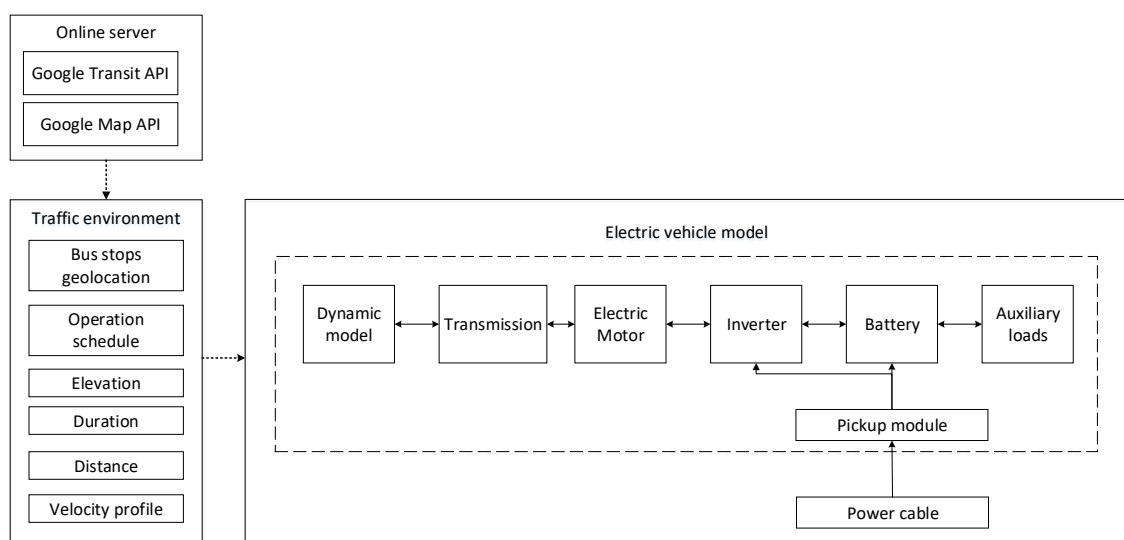 Online server
Google Transit API
Google Map API
Traffic environment
Bus stops
geolocation
Operation
schedule
Elevation
Duration
Distance
Velocity profile
Electric vehicle model
Dynamic
model
Transmission
Electric
Motor
Inverter
Battery
Auxiliary
loads
Pickup module
Power cable